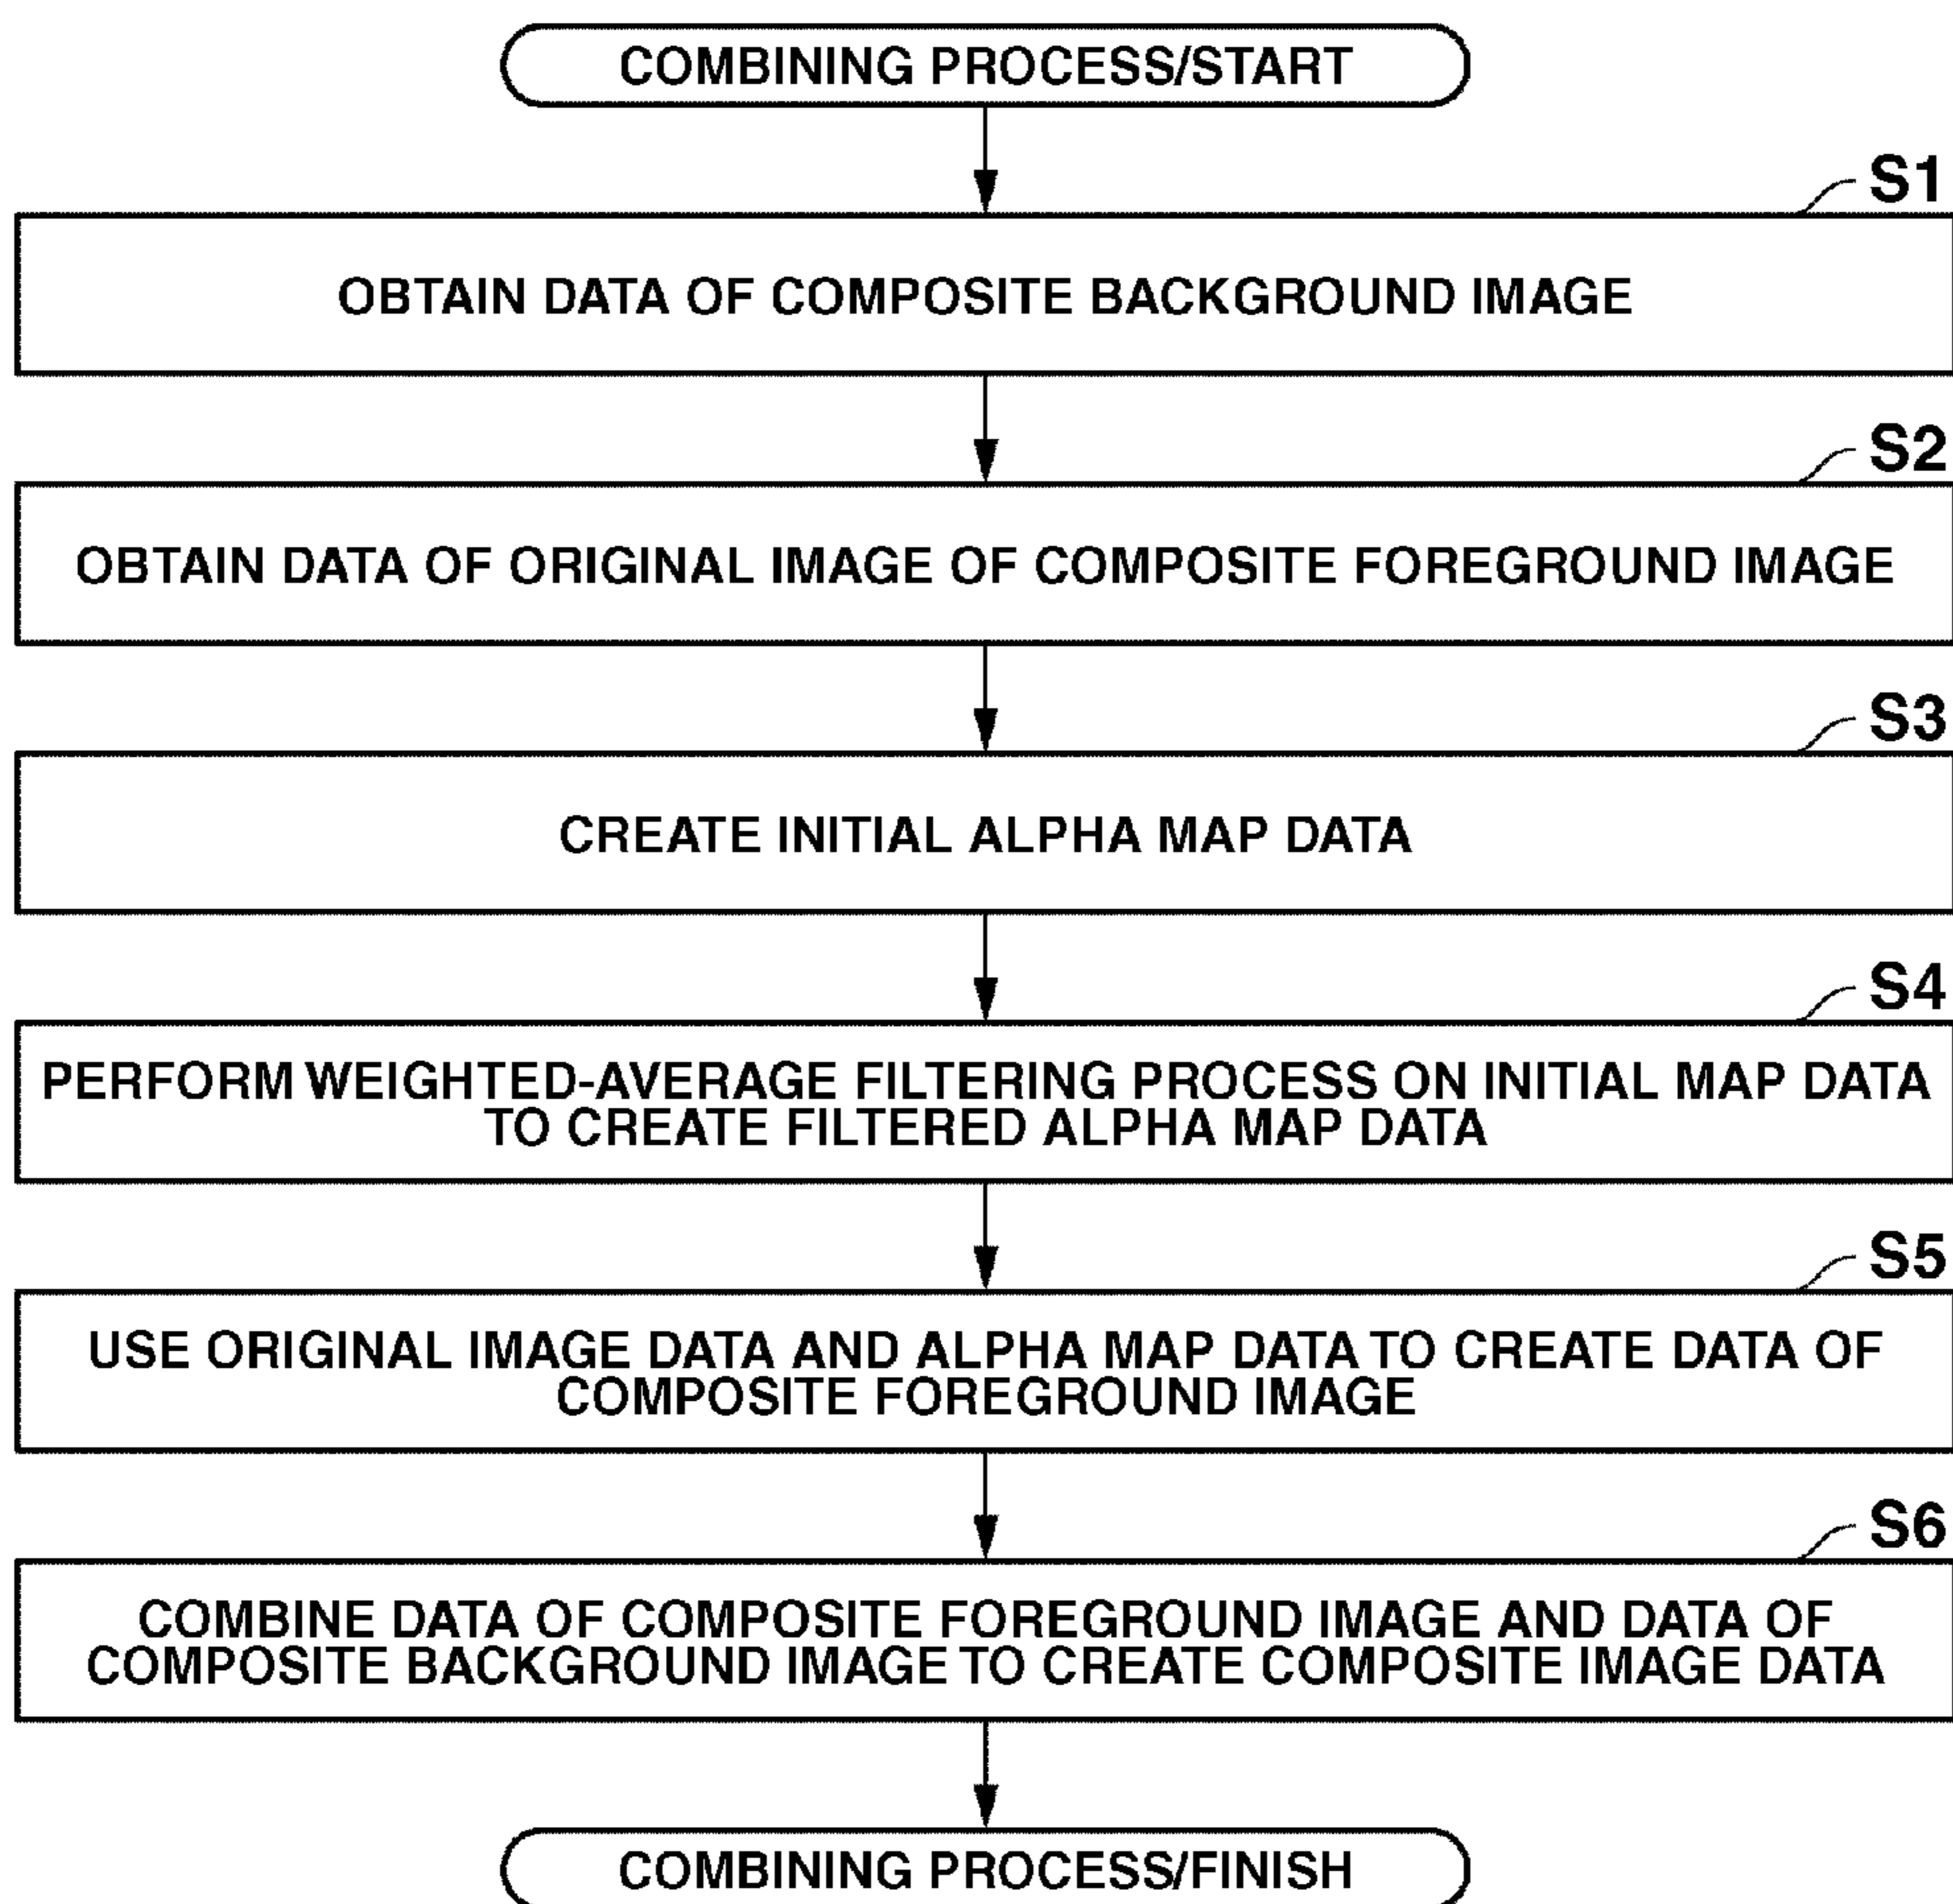 COMBINING PROCESS/START
S1
OBTAIN DATA OF COMPOSITE BACKGROUND IMAGE
S2
OBTAIN DATA OF ORIGINAL IMAGE OF COMPOSITE FOREGROUND IMAGE
S3
CREATE INITIAL ALPHA MAP DATA
S4
PERFORM WEIGHTED-AVERAGE FILTERING PROCESS ON INITIAL MAP DATA
TO CREATE FILTERED ALPHA MAP DATA
S5
USE ORIGINAL IMAGE DATA AND ALPHA MAP DATA TO CREATE DATA OF
COMPOSITE FOREGROUND IMAGE
S6
COMBINE DATA OF COMPOSITE FOREGROUND IMAGE AND DATA OF
COMPOSITE BACKGROUND IMAGE TO CREATE COMPOSITE IMAGE DATA
COMBINING PROCESS/FINISH